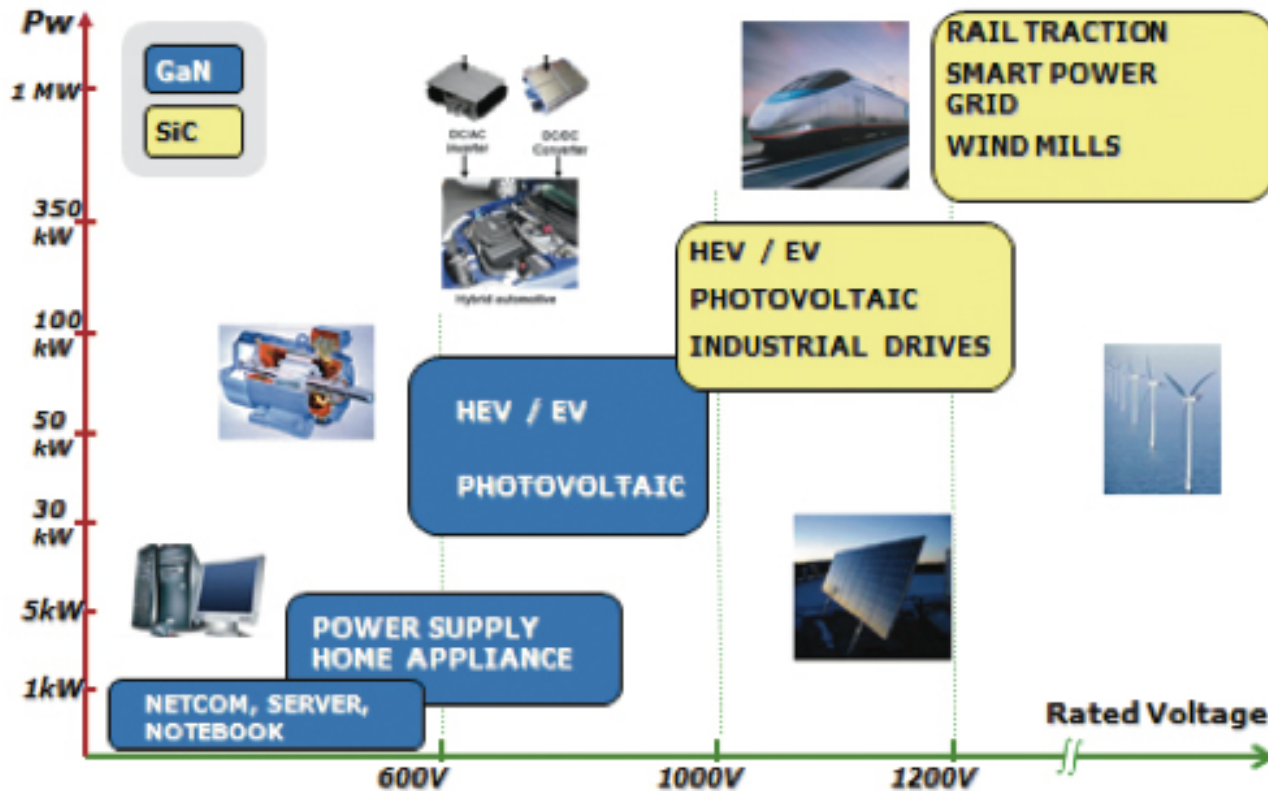 Pw
GaN
SiC
1 MW
350
kW
100
kW
50
kW
30
kW
5kW
1kW
DC/AC
Inverter
DC/DC
Converter
Hybrid automotive
RAIL TRACTION
SMART POWER
GRID
WIND MILLS
HEV / EV
PHOTOVOLTAIC
INDUSTRIAL DRIVES
HEV / EV
PHOTOVOLTAIC
POWER SUPPLY
HOME APPLIANCE
NETCOM, SERVER,
NOTEBOOK
Rated Voltage
600V
1000V
1200V